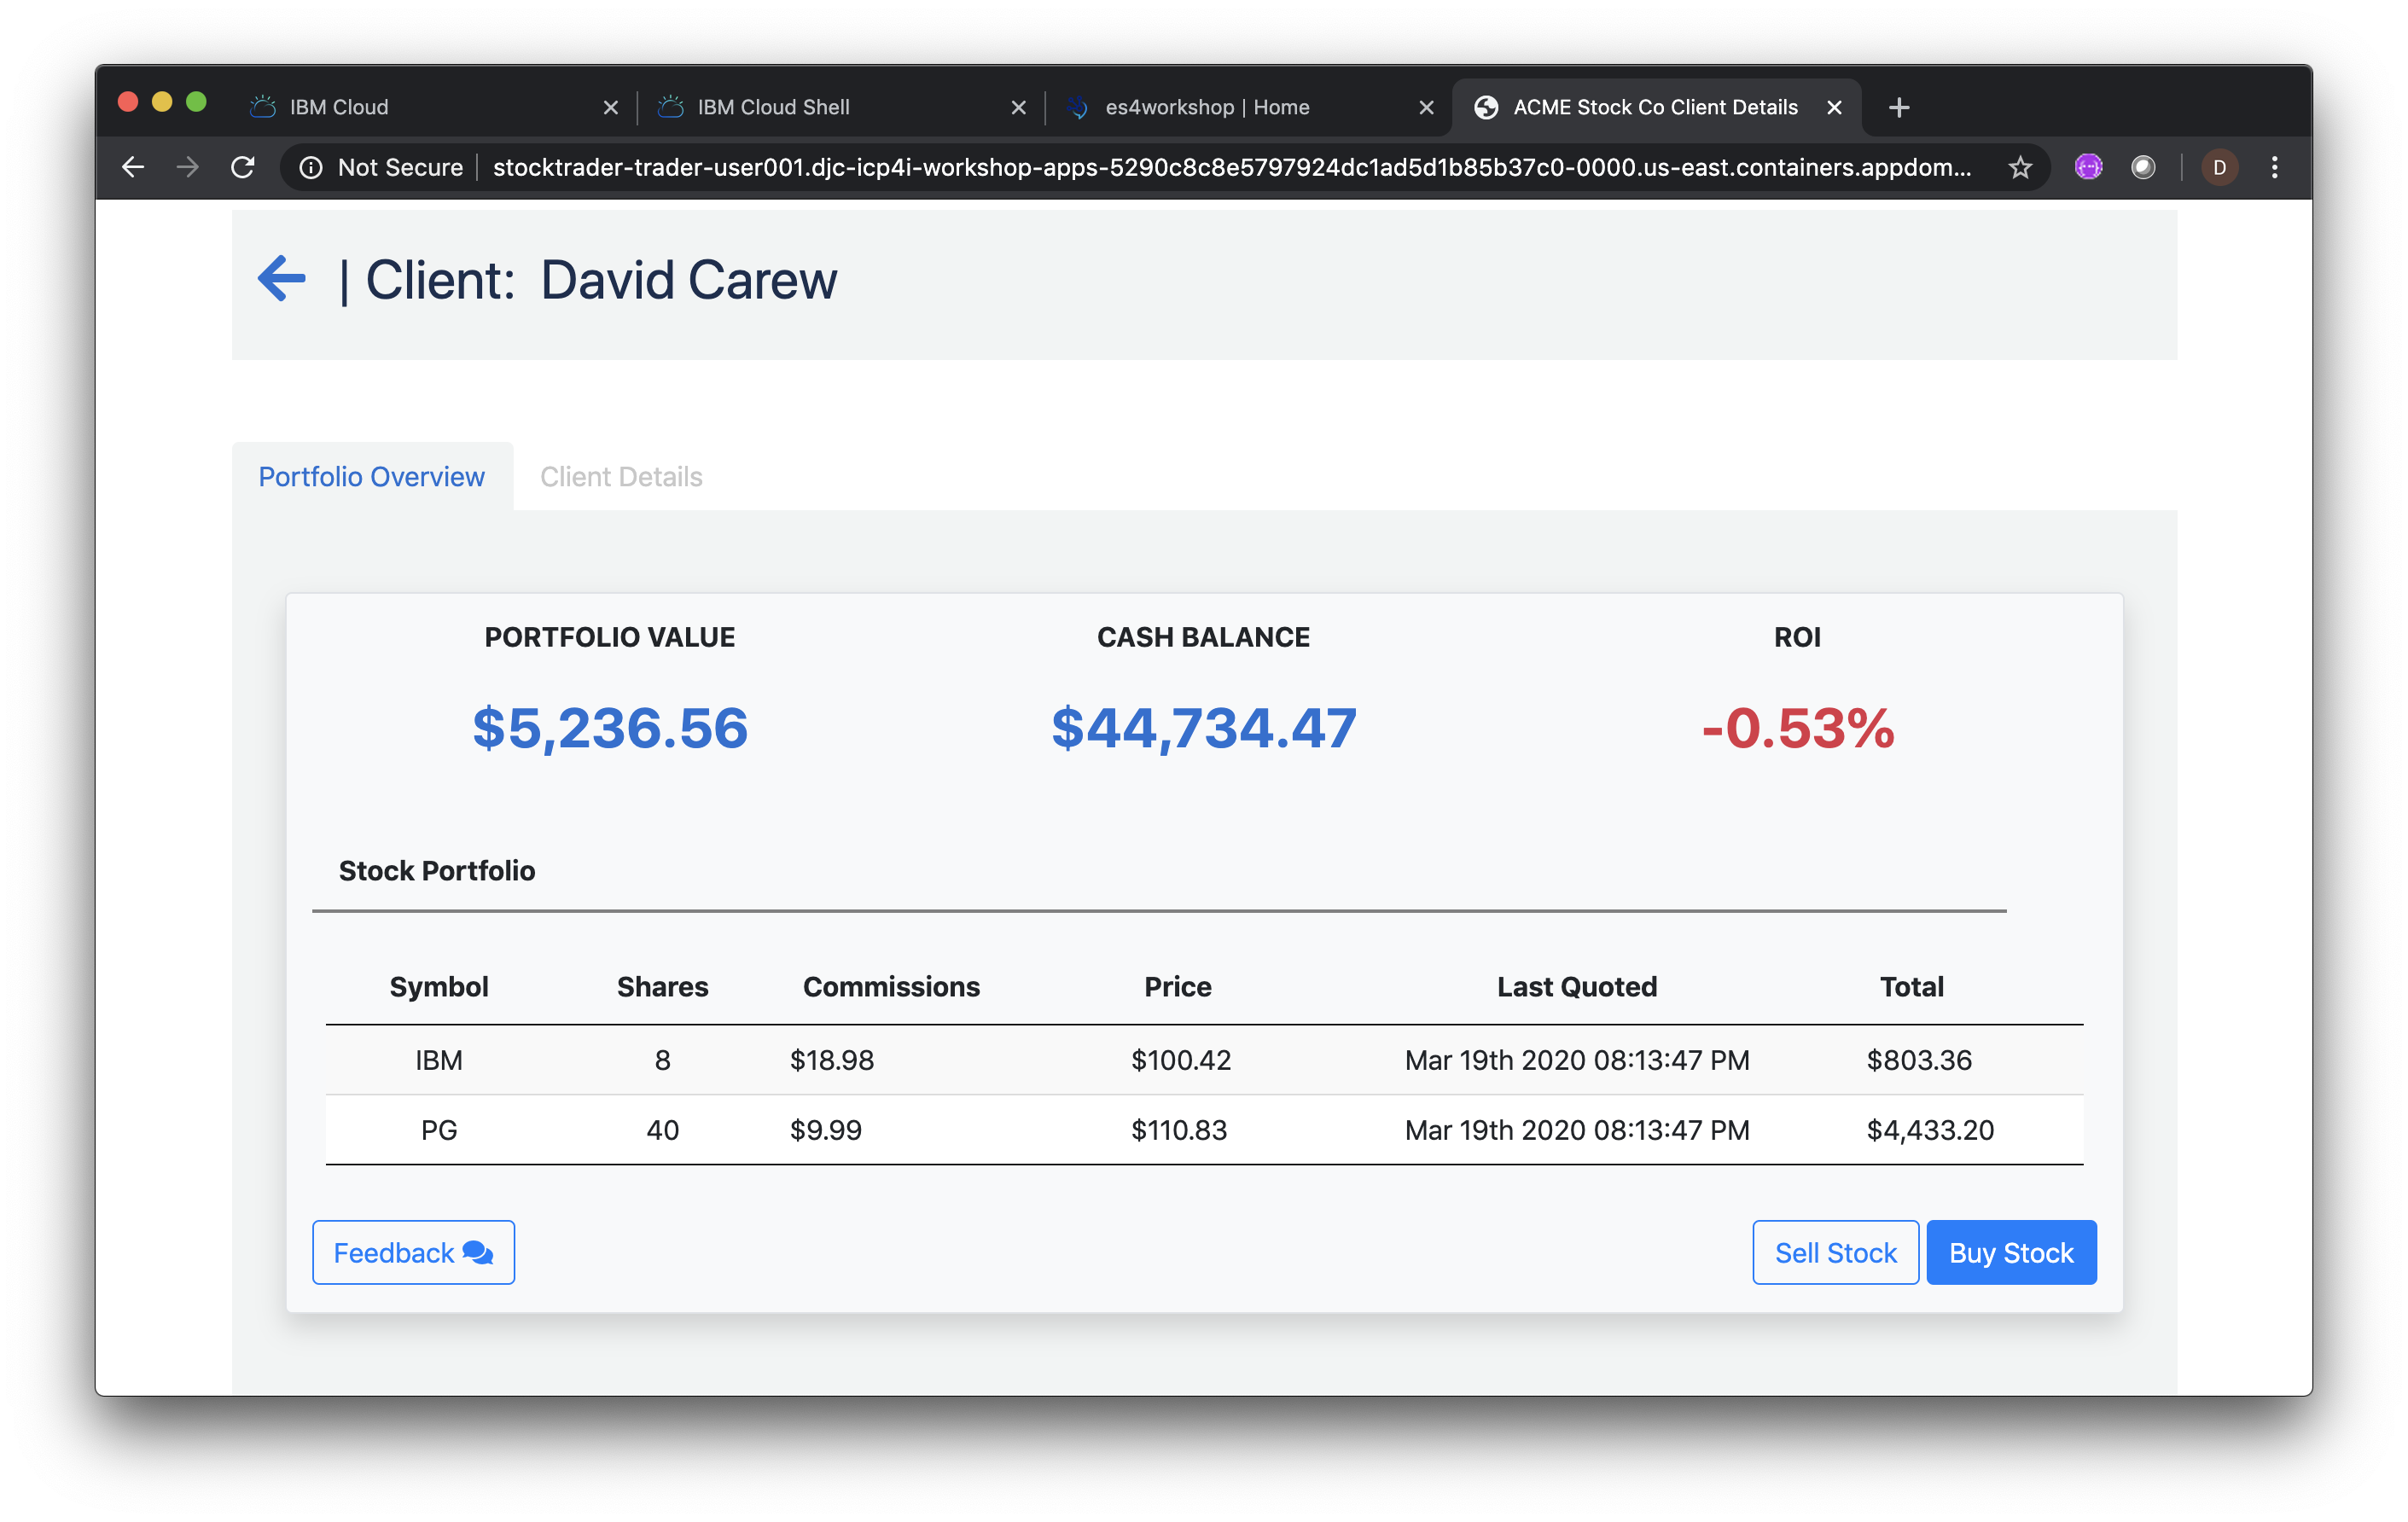 IBM Cloud
IBM Cloud Shell
es4workshop | Home
ACME Stock Co Client Details
Not Secure
stocktrader-trader-user001.djc-icp4i-workshop-apps-5290c8c8e5797924dc1ad5d1b85b37c0-0000.us-east.containers.appdom...
D
| Client: David Carew
Portfolio Overview
Client Details
PORTFOLIO VALUE CASH BALANCE ROI
$5,236.56 $44,734.47 -0.53%
Stock Portfolio
Symbol Shares Commissions Price Last Quoted Total
IBM 8 $18.98 $100.42 Mar 19th 2020 08:13:47 PM $803.36
PG 40 $9.99 $110.83 Mar 19th 2020 08:13:47 PM $4,433.20
Feedback
Sell Stock
Buy Stock